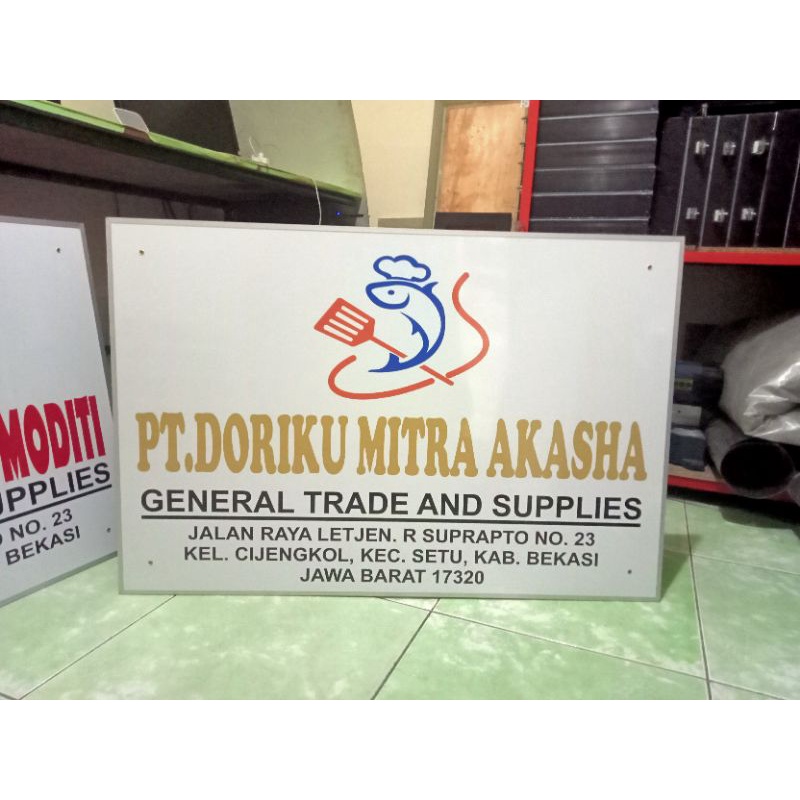 PT.DORIKU MITRA AKASHA
GENERAL TRADE AND SUPPLIES
JALAN RAYA LETJEN. R SUPRAPTO NO. 23
KEL. CIJENGKOL, KEC. SETU, KAB. BEKASI
JAWA BARAT 17320
MODITI
UPPLIES
NO. 23
BEKASI